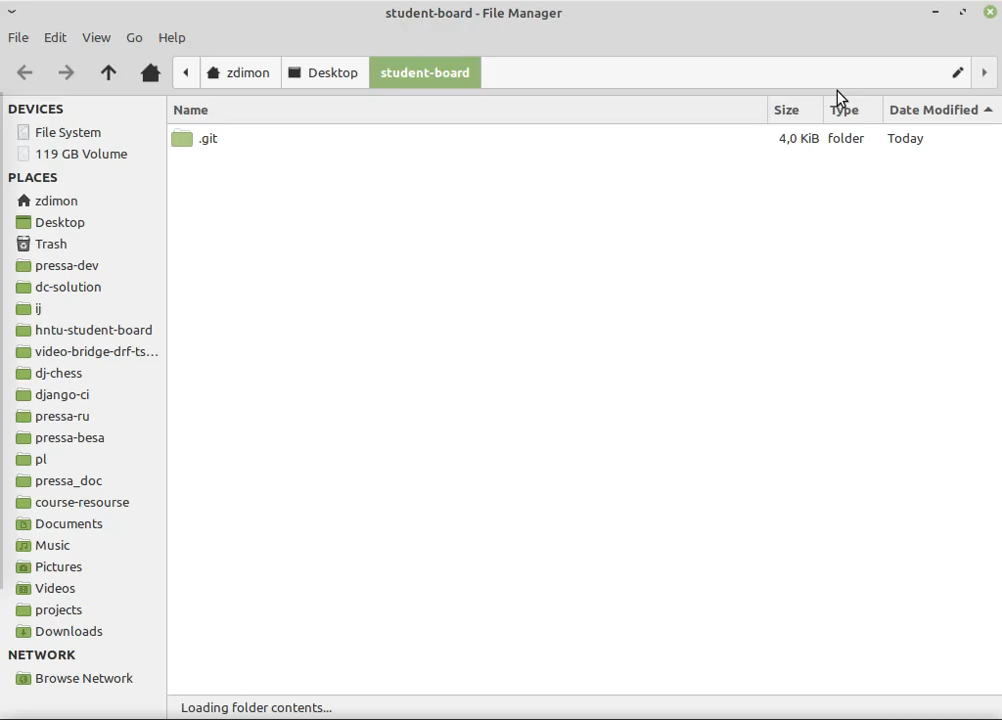 student-board - File Manager
File Edit View Go Help
zdimon Desktop student-board
DEVICES
File System
119 GB Volume
PLACES
zdimon
Desktop
Trash
pressa-dev
dc-solution
ij
hntu-student-board
video-bridge-drf-ts...
dj-chess
django-ci
pressa-ru
pressa-besa
pl
pressa_doc
course-resourse
Documents
Music
Pictures
Videos
projects
Downloads
NETWORK
Browse Network
Name Size Type Date Modified
.git 4,0 KiB folder Today
Loading folder contents...